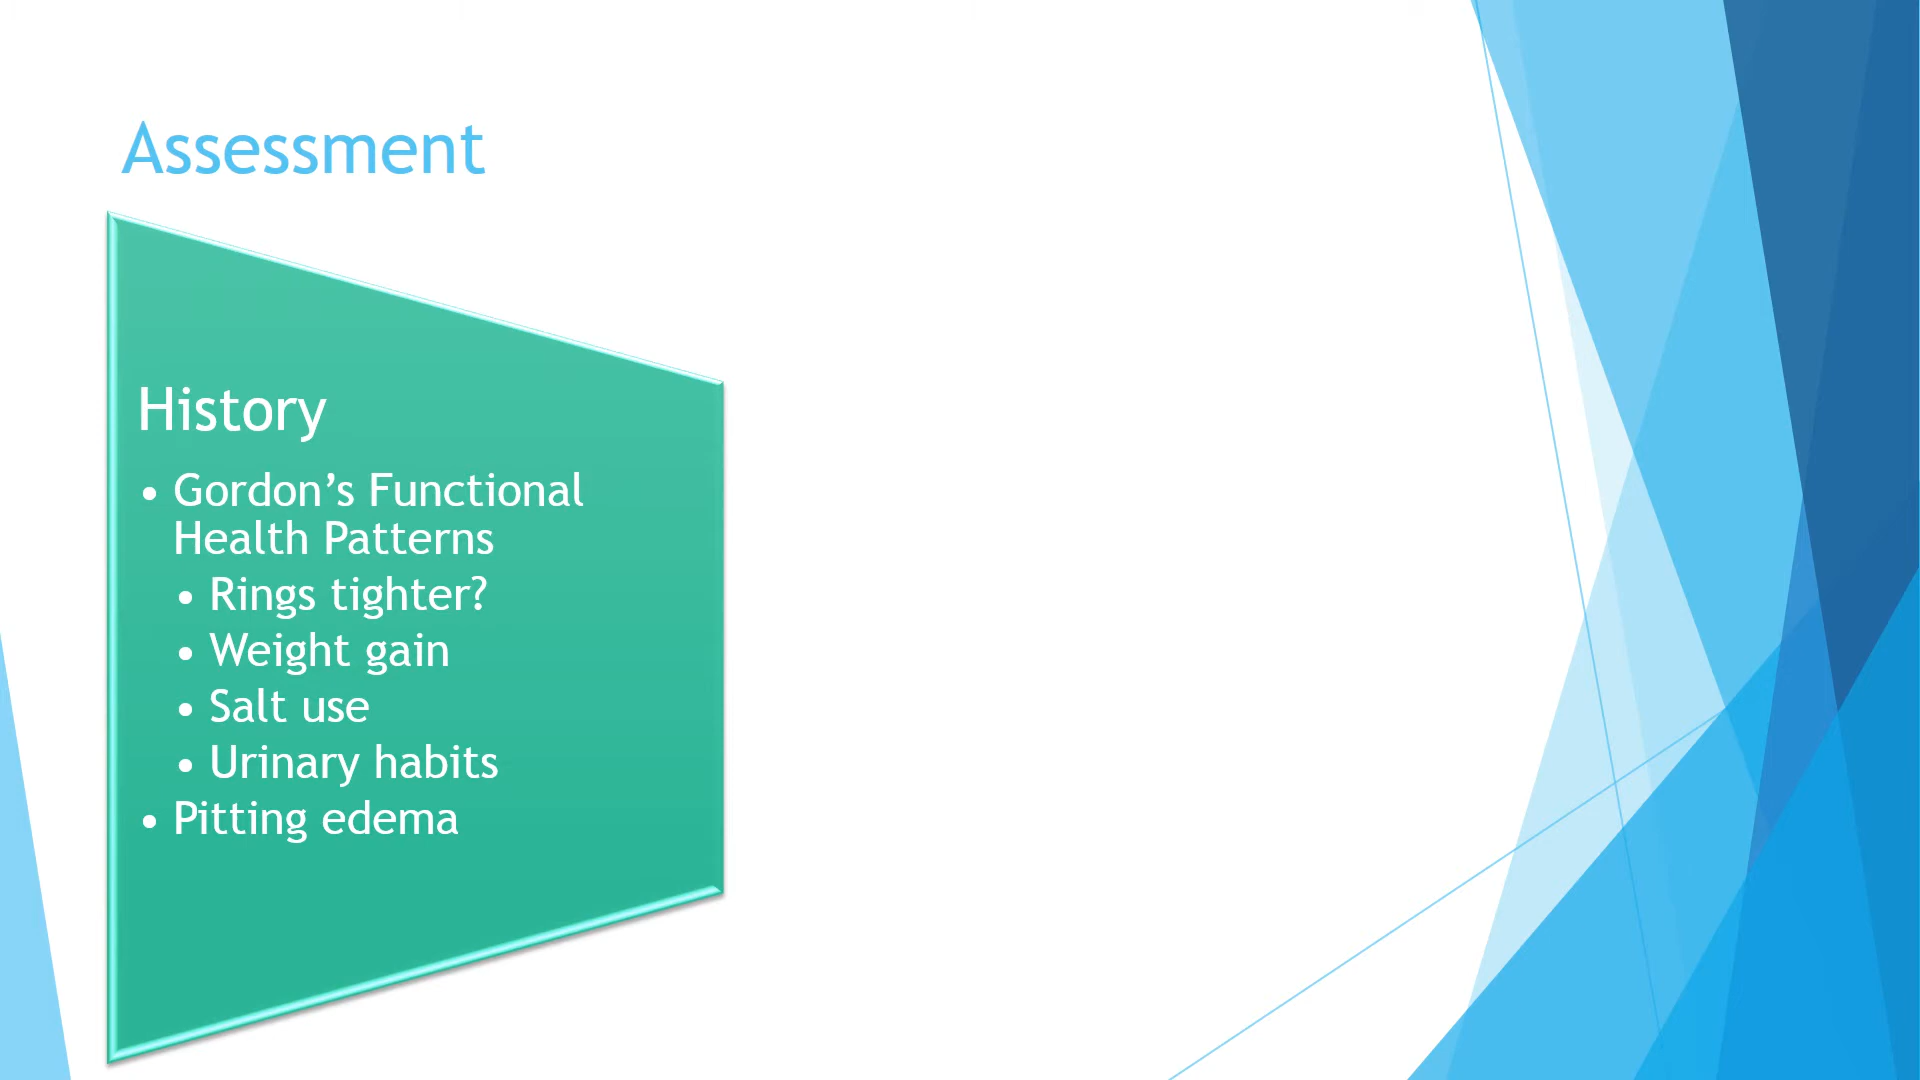 Assessment
History
• Gordon’s Functional
Health Patterns
• Rings tighter?
• Weight gain
• Salt use
• Urinary habits
• Pitting edema